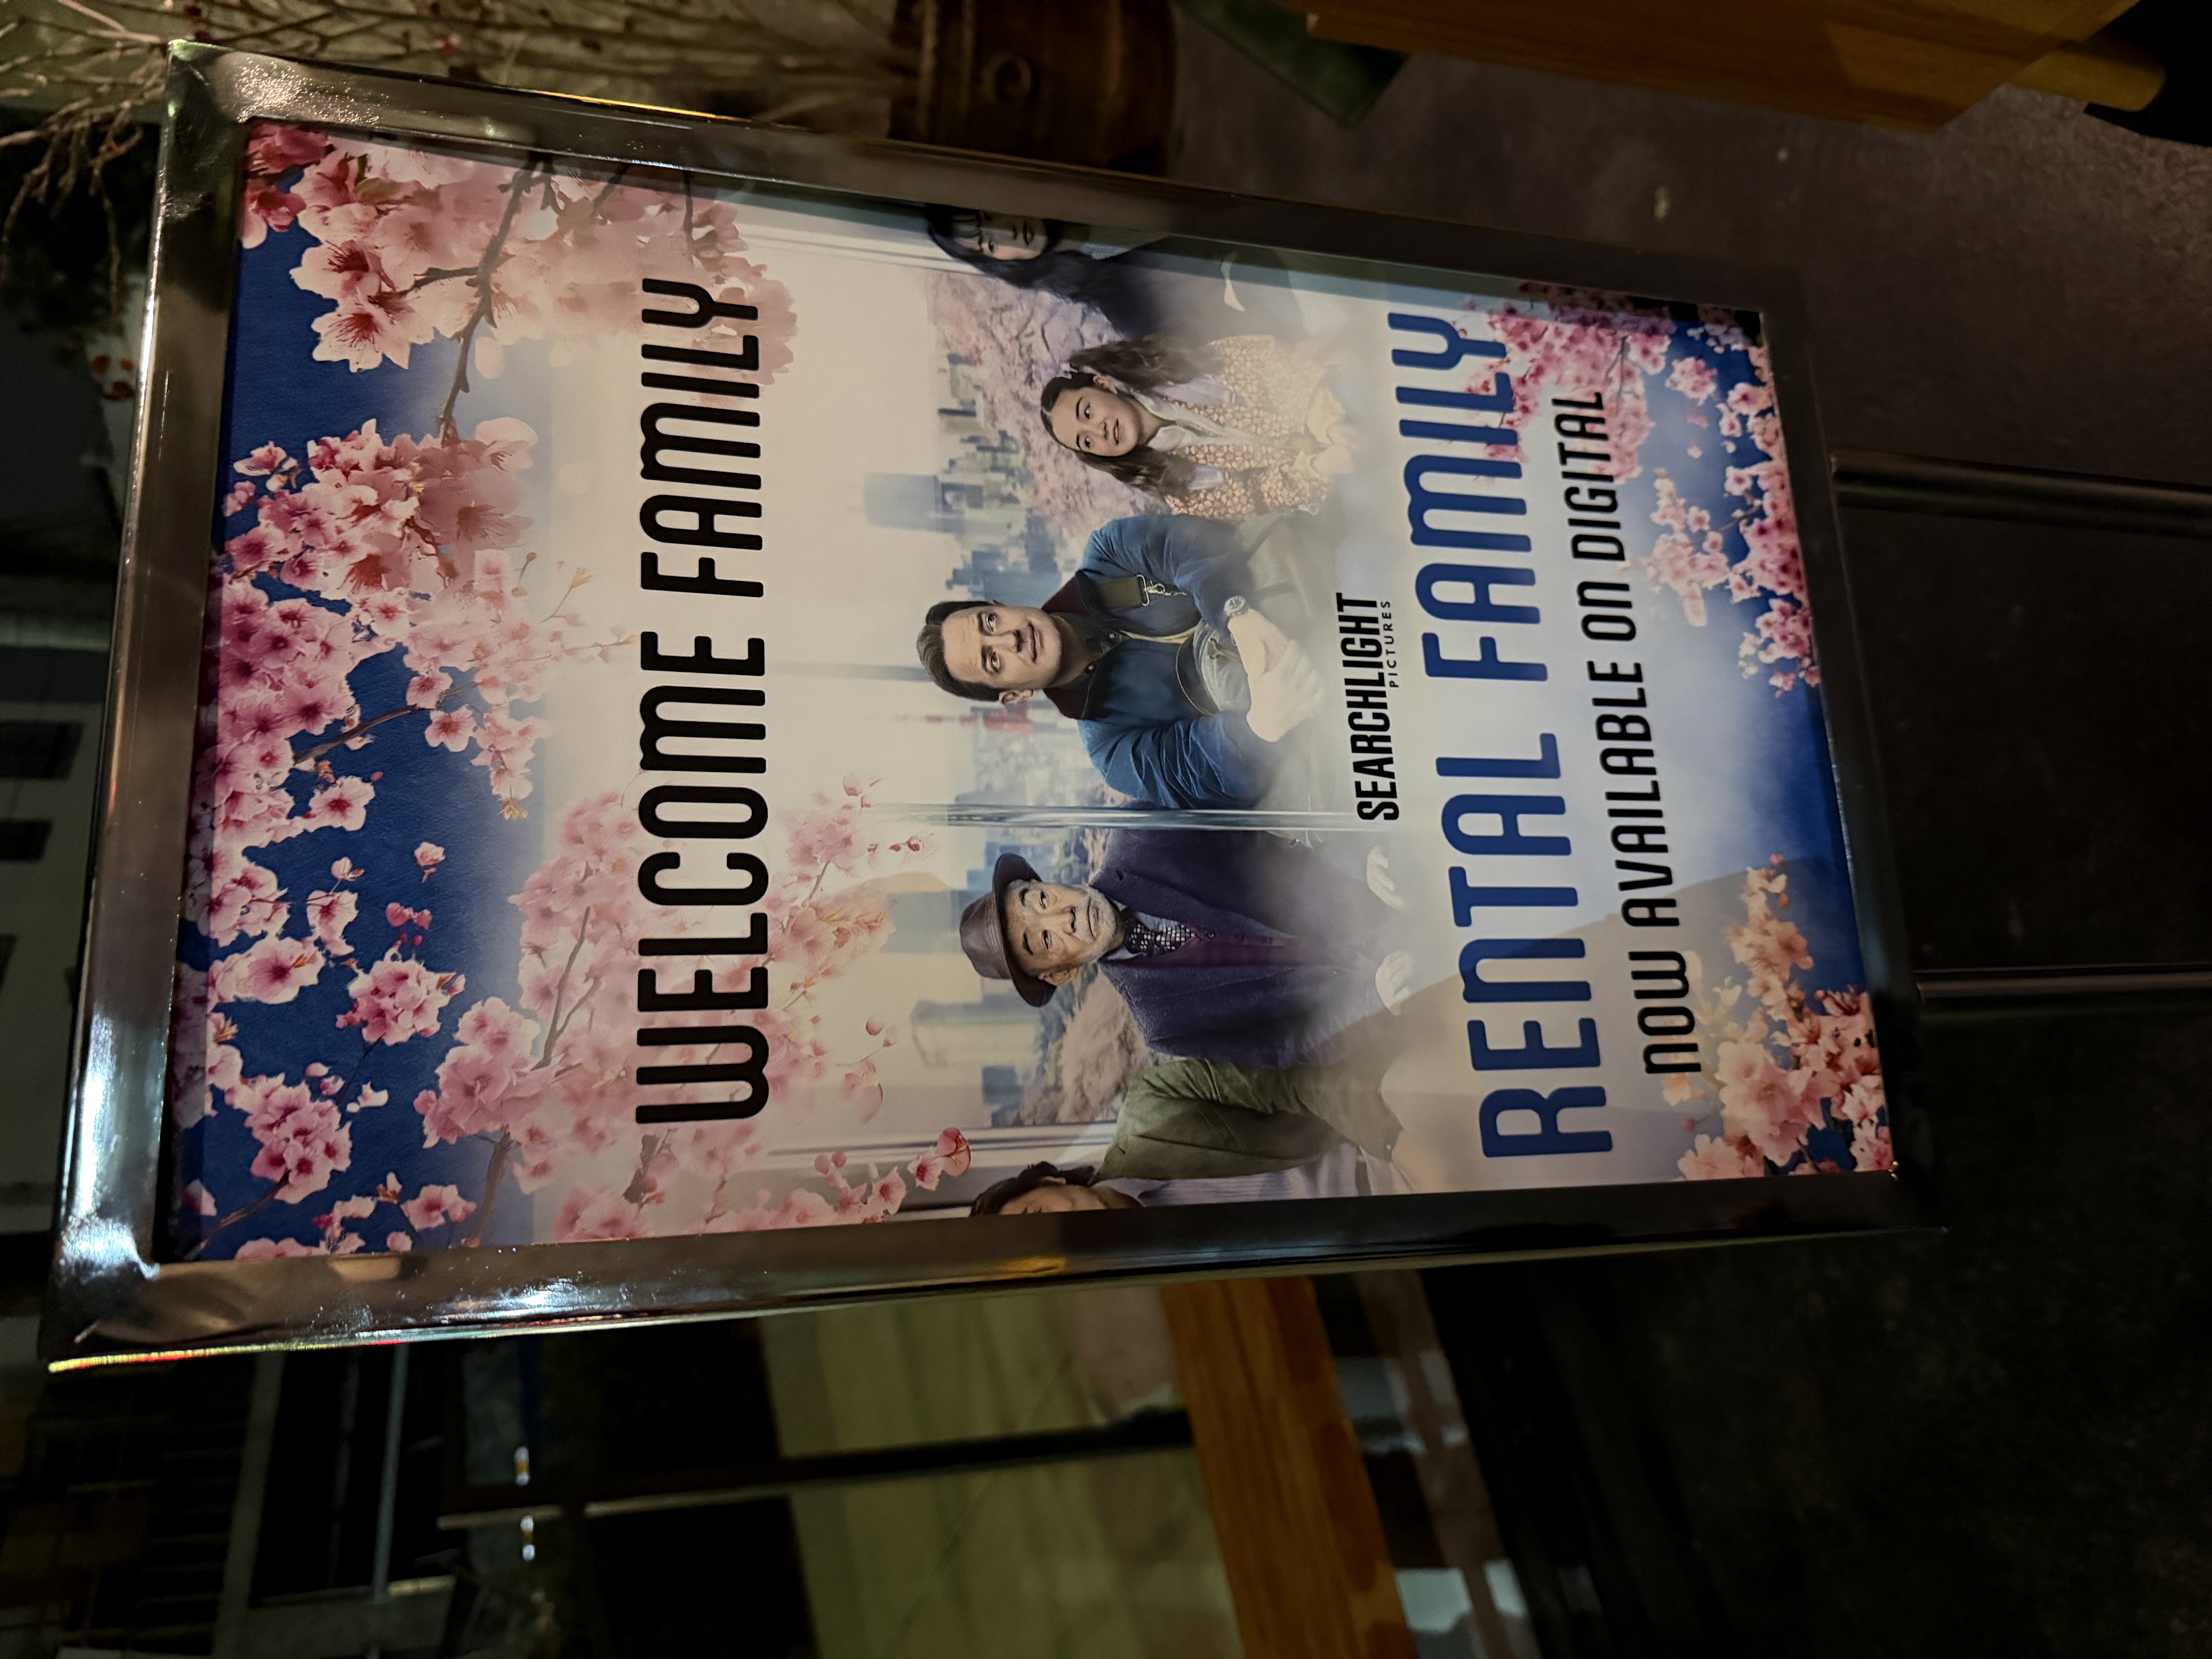 WELCOME FAMILY
SEARCHLIGHT
PICTURES
RENTAL FAMILY
NOW AVAILABLE ON DIGITAL